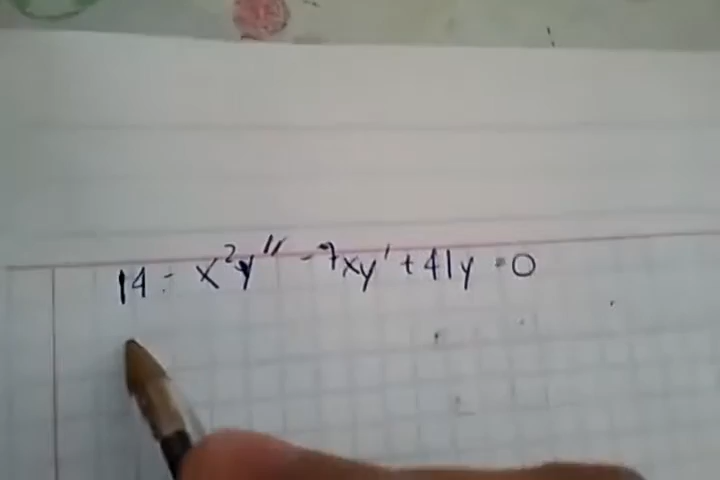 14 - x²y'' - 7xy' + 41y = 0